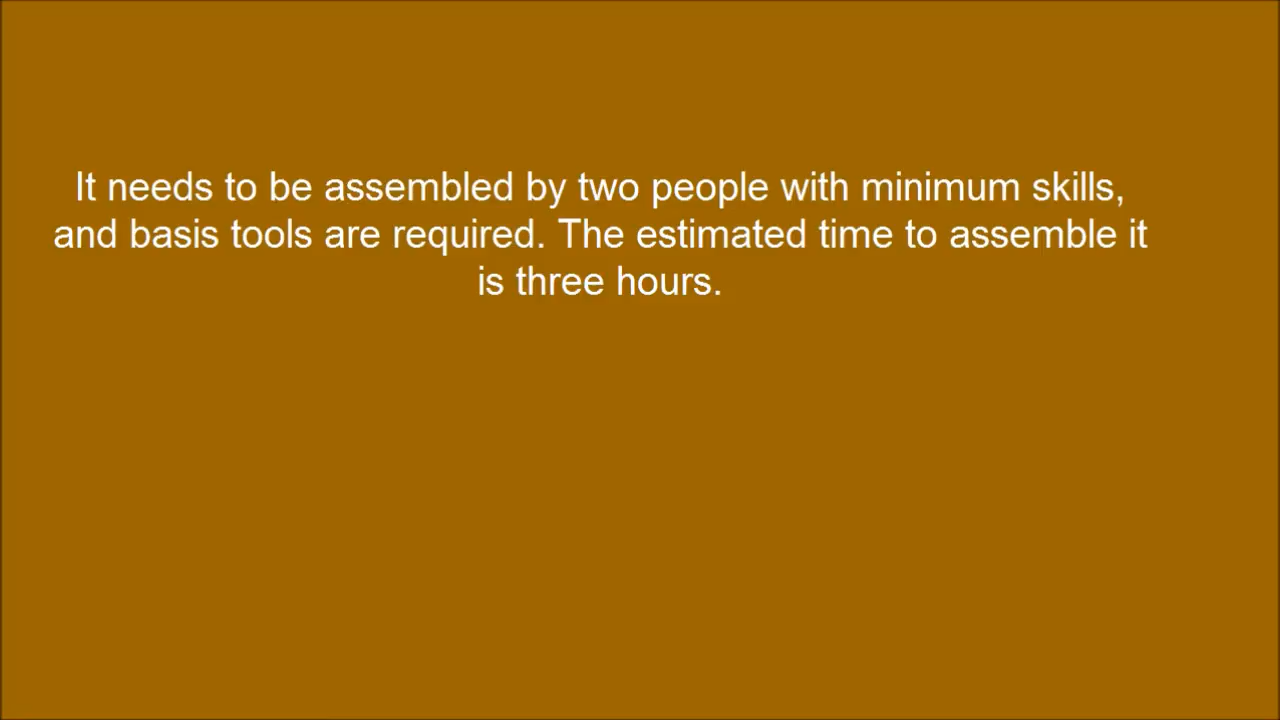 It needs to be assembled by two people with minimum skills,
and basis tools are required. The estimated time to assemble it
is three hours.